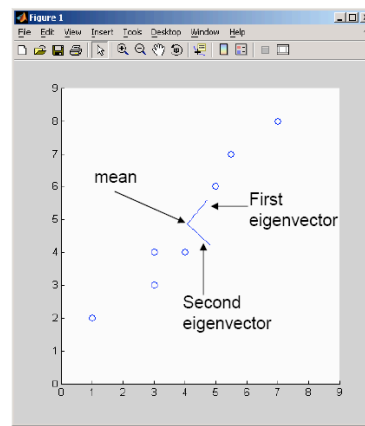 Figure 1
File Edit View Insert Tools Desktop Window Help
9
8
7
6
5
4
3
2
1
0
mean
First
eigenvector
Second
eigenvector
0 1 2 3 4 5 6 7 8 9